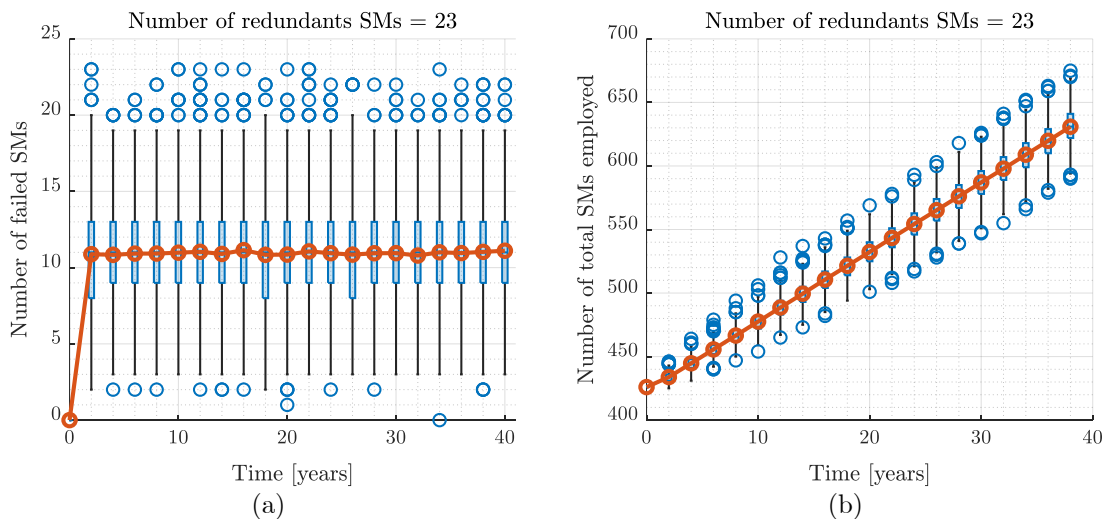 Number of redundants SMs = 23
Number of failed SMs
25
20
15
10
5
0
0 10 20 30 40
Time [years]
(a)
Number of redundants SMs = 23
Number of total SMs employed
700
650
600
550
500
450
400
0 10 20 30 40
Time [years]
(b)